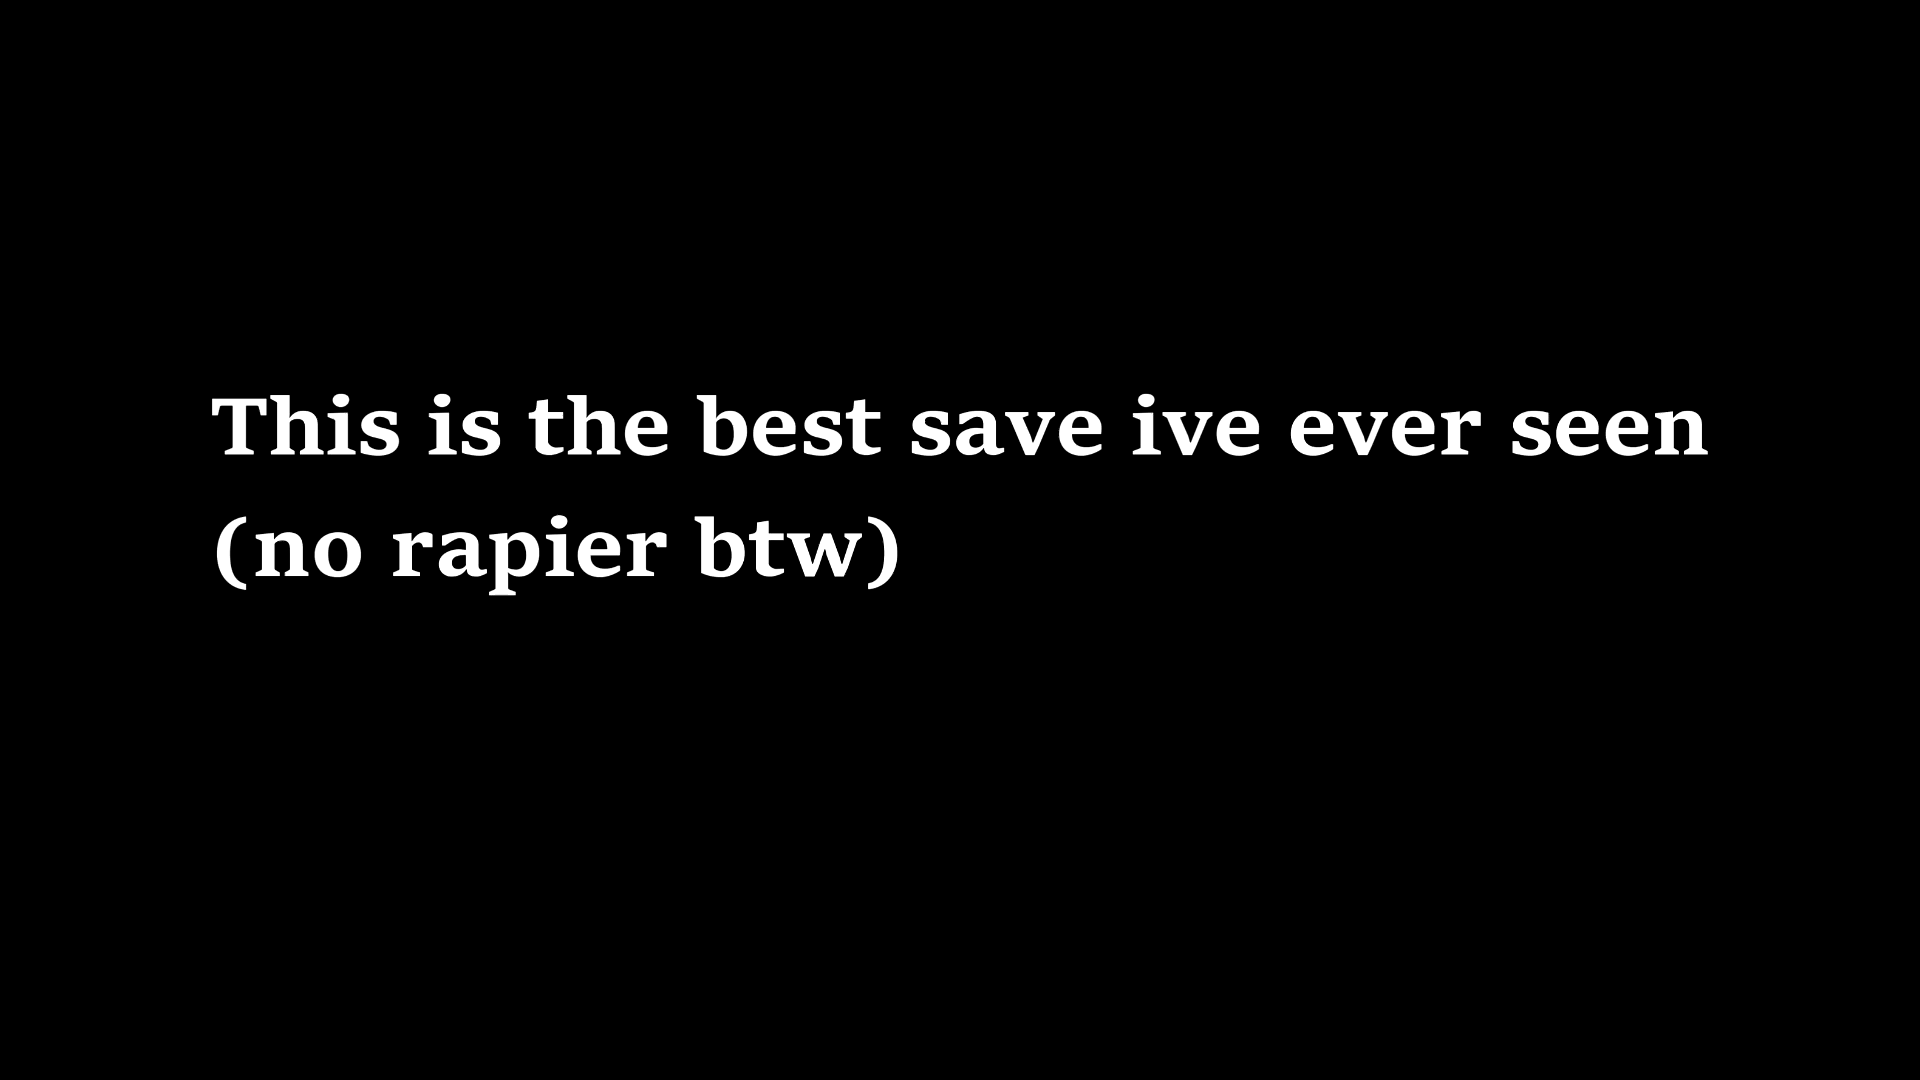 This is the best save ive ever seen
(no rapier btw)